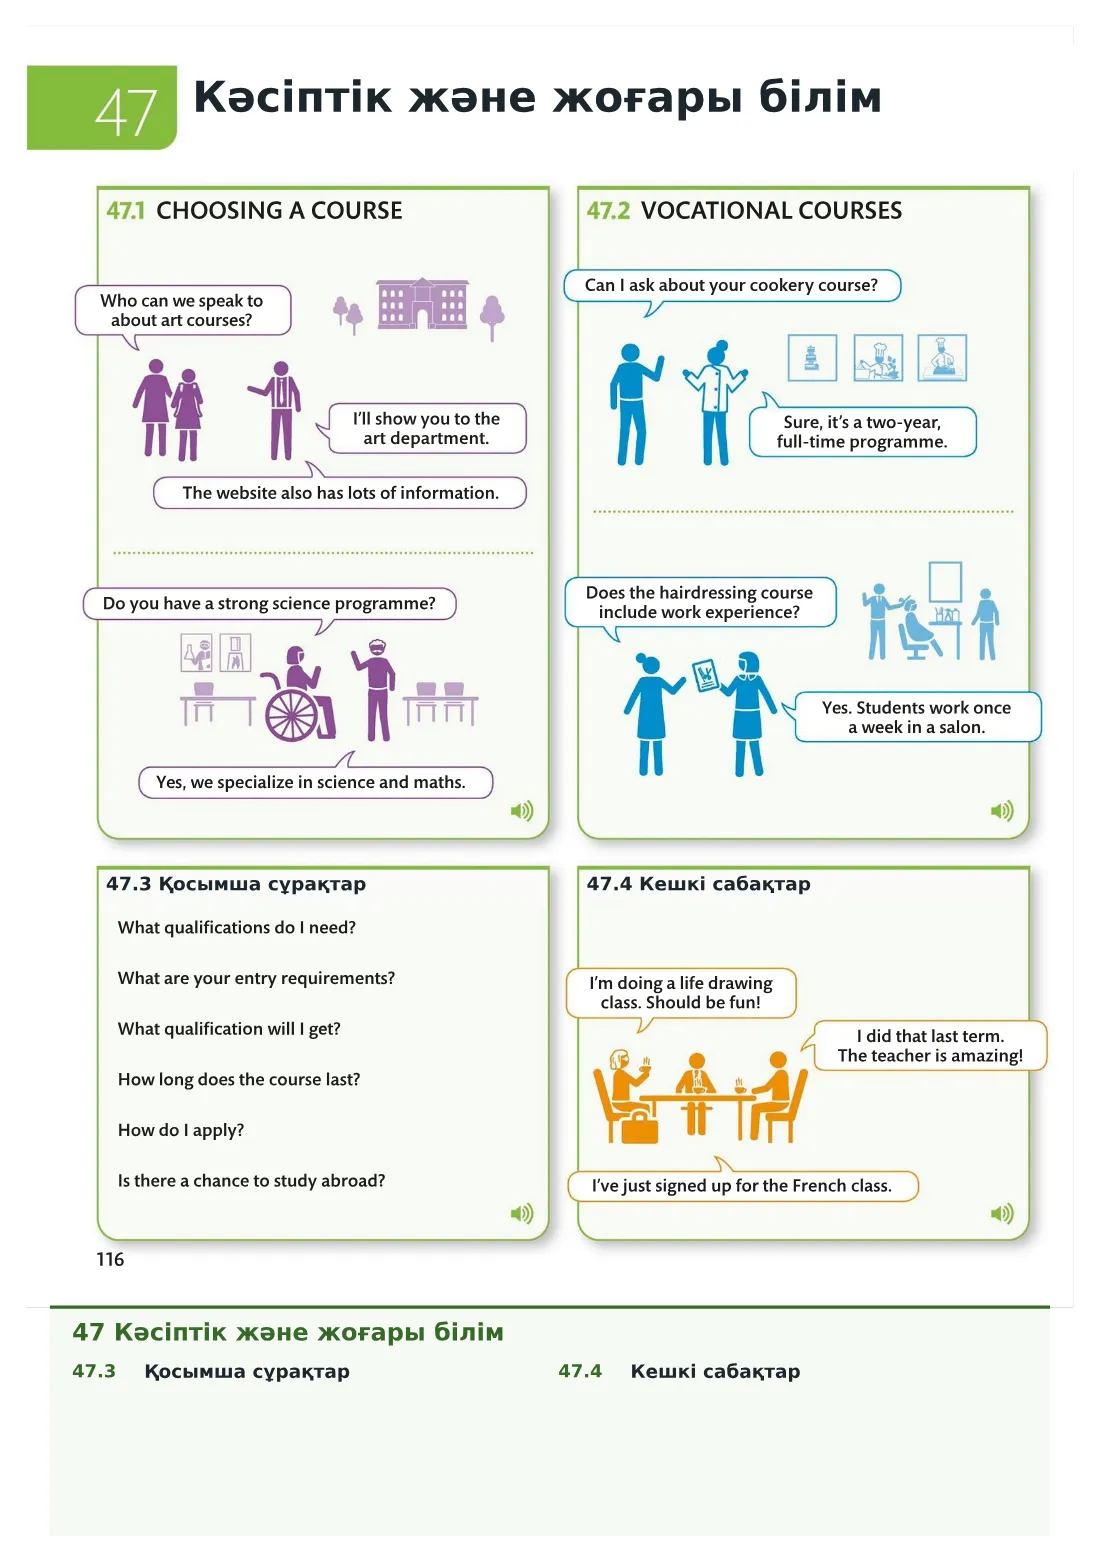 47
Кәсіптік және жоғары білім
47.1 CHOOSING A COURSE
Who can we speak to
about art courses?
I'll show you to the
art department.
The website also has lots of information.
Do you have a strong science programme?
Yes, we specialize in science and maths.
47.2 VOCATIONAL COURSES
Can I ask about your cookery course?
Sure, it's a two-year,
full-time programme.
Does the hairdressing course
include work experience?
Yes. Students work once
a week in a salon.
47.3 Қосымша сұрақтар
What qualifications do I need?
What are your entry requirements?
What qualification will I get?
How long does the course last?
How do I apply?
Is there a chance to study abroad?
47.4 Кешкі сабақтар
I'm doing a life drawing
class. Should be fun!
I did that last term.
The teacher is amazing!
I've just signed up for the French class.
116
47 Кәсіптік және жоғары білім
47.3 Қосымша сұрақтар
47.4 Кешкі сабақтар